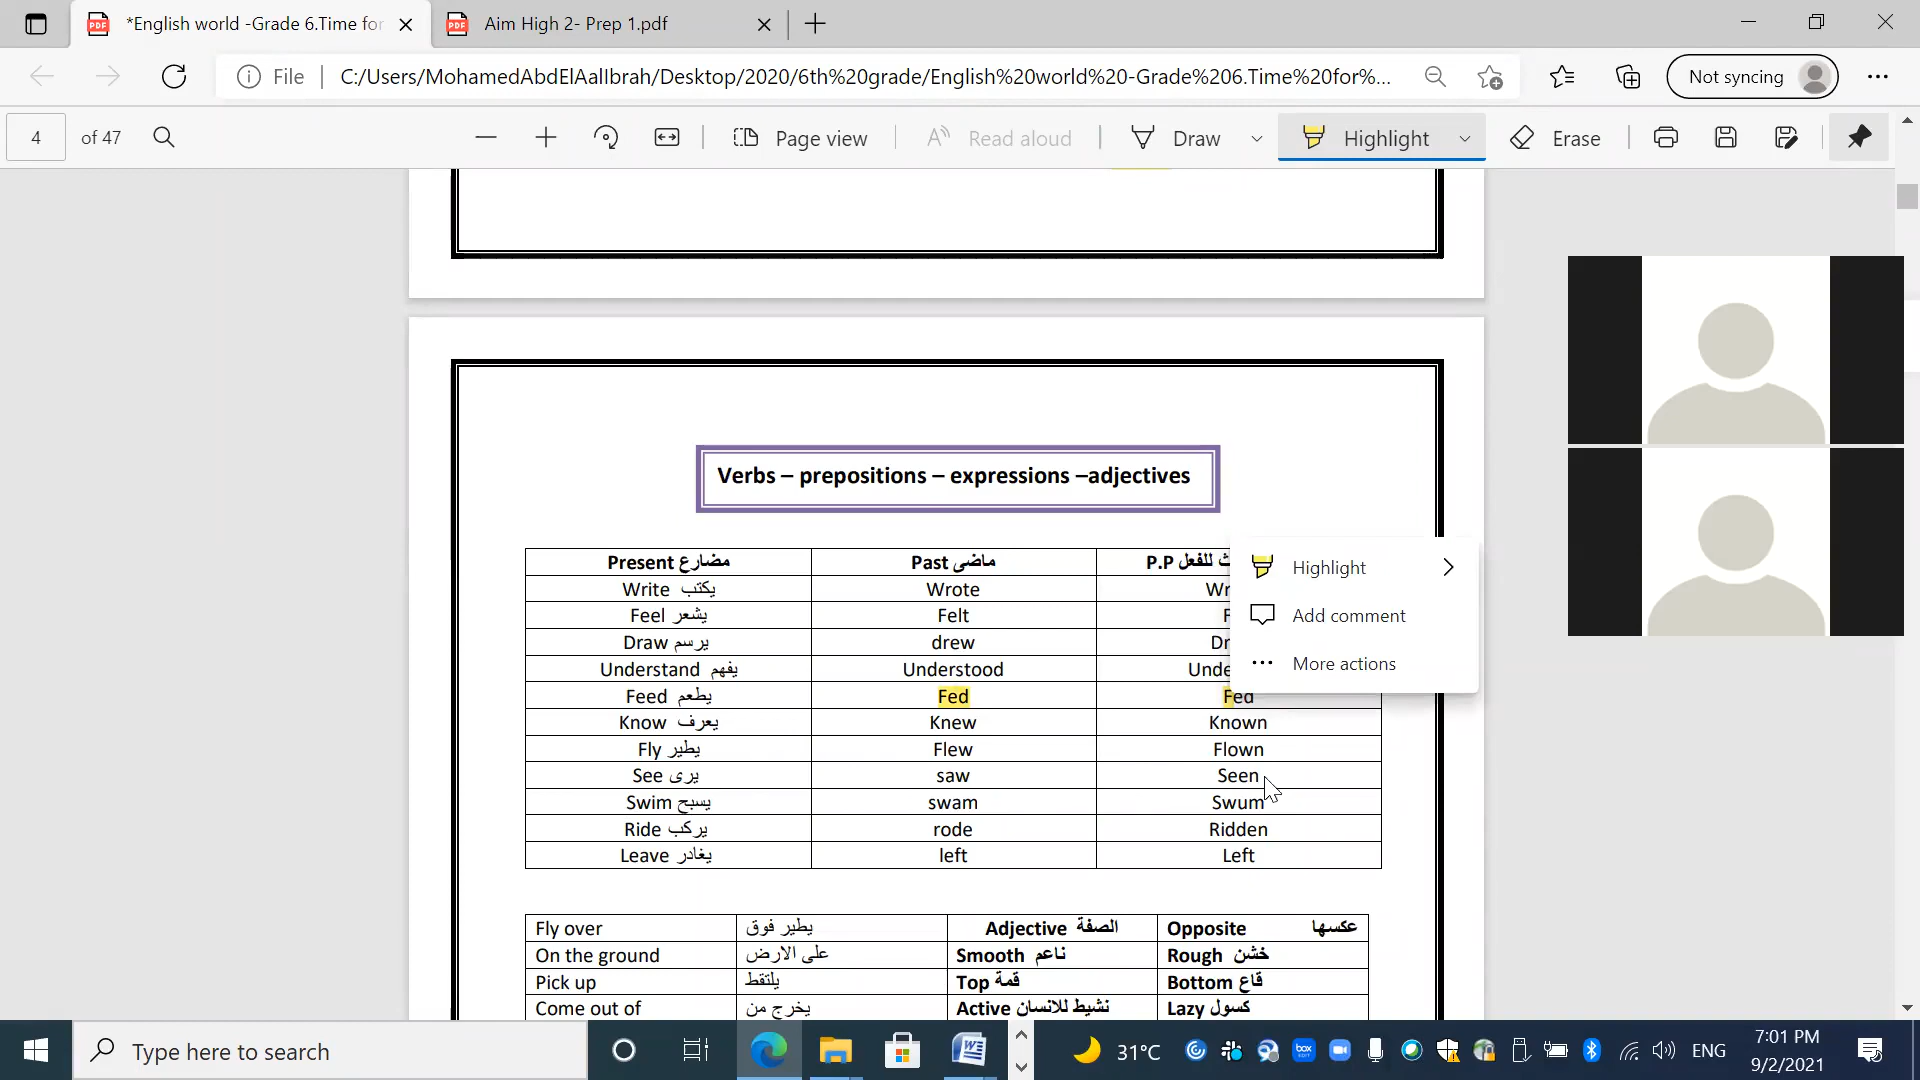 *English world -Grade 6.Time for
Aim High 2- Prep 1.pdf
File
C:/Users/MohamedAbdElAalIbrah/Desktop/2020/6th%20grade/English%20world%20-Grade%206.Time%20for%...
Not syncing
4 of 47
Page view
Read aloud
Draw
Highlight
Erase
Verbs – prepositions – expressions –adjectives
Present مضارع Past ماضى P.P ث للفعل
Write يكتب Wrote Wr
Feel يشعر Felt F
Draw يرسم drew Dr
Understand يفهم Understood Unde
Feed يطعم Fed Fed
Know يعرف Knew Known
Fly يطير Flew Flown
See يرى saw Seen
Swim يسبح swam Swum
Ride يركب rode Ridden
Leave يغادر left Left
Highlight
Add comment
More actions
Fly over يطير فوق Adjective الصفة Opposite عكسها
On the ground على الارض Smooth ناعم Rough خشن
Pick up يلتقط Top قمة Bottom قاع
Come out of يخرج من Active نشيط للانسان Lazy كسول
Type here to search
31°C
box
ENG
7:01 PM
9/2/2021